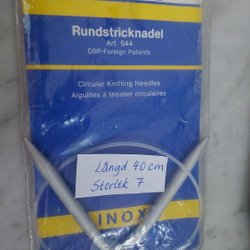 Rundstricknadel
Art. 544
DBP-Foreign Patents
Circular Knitting Needles
Aiguilles à tricoter circulaires
Längd 40 cm
Storlek 7
INOX